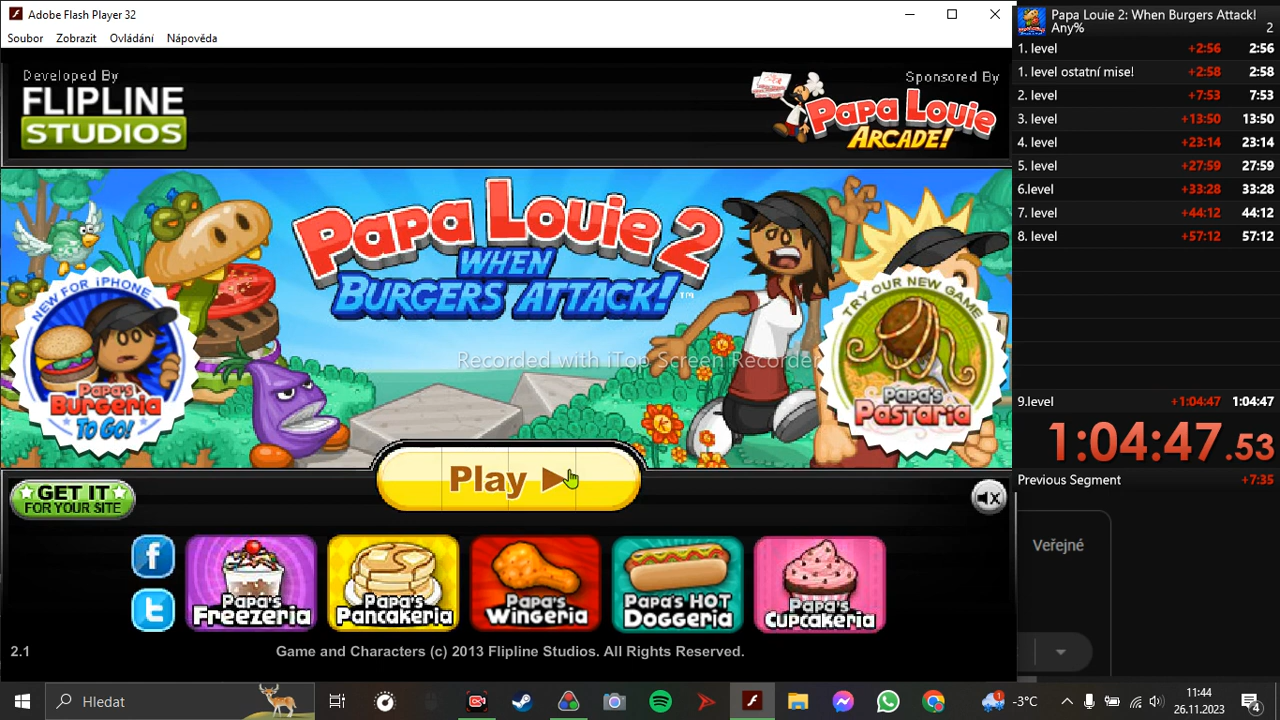 Adobe Flash Player 32
Soubor Zobrazit Ovládání Nápověda
Developed By
FLIPLINE
STUDIOS
Sponsored By
Papa Louie
ARCADE!
Papa Louie 2
WHEN
BURGERS ATTACK!™
NEW FOR iPHONE
PAPA'S
BURGERIA
TO GO!
TRY OUR NEW GAME
PAPA'S
PASTARIA
Recorded with iTop Screen Recorder
Play
GET IT
FOR YOUR SITE
f
t
PAPA'S
FREEZERIA
PAPA'S
PANCAKERIA
PAPA'S
WINGERIA
PAPA'S HOT
DOGGERIA
PAPA'S
CUPCAKERIA
2.1
Game and Characters (c) 2013 Flipline Studios. All Rights Reserved.
Papa Louie 2: When Burgers Attack!
Any% 2
1. level +2:56 2:56
1. level ostatní mise! +2:58 2:58
2. level +7:53 7:53
3. level +13:50 13:50
4. level +23:14 23:14
5. level +27:59 27:59
6.level +33:28 33:28
7. level +44:12 44:12
8. level +57:12 57:12
9.level +1:04:47 1:04:47
1:04:47.53
Previous Segment +7:35
Veřejné
Hledat
-3°C
11:44
26.11.2023
4